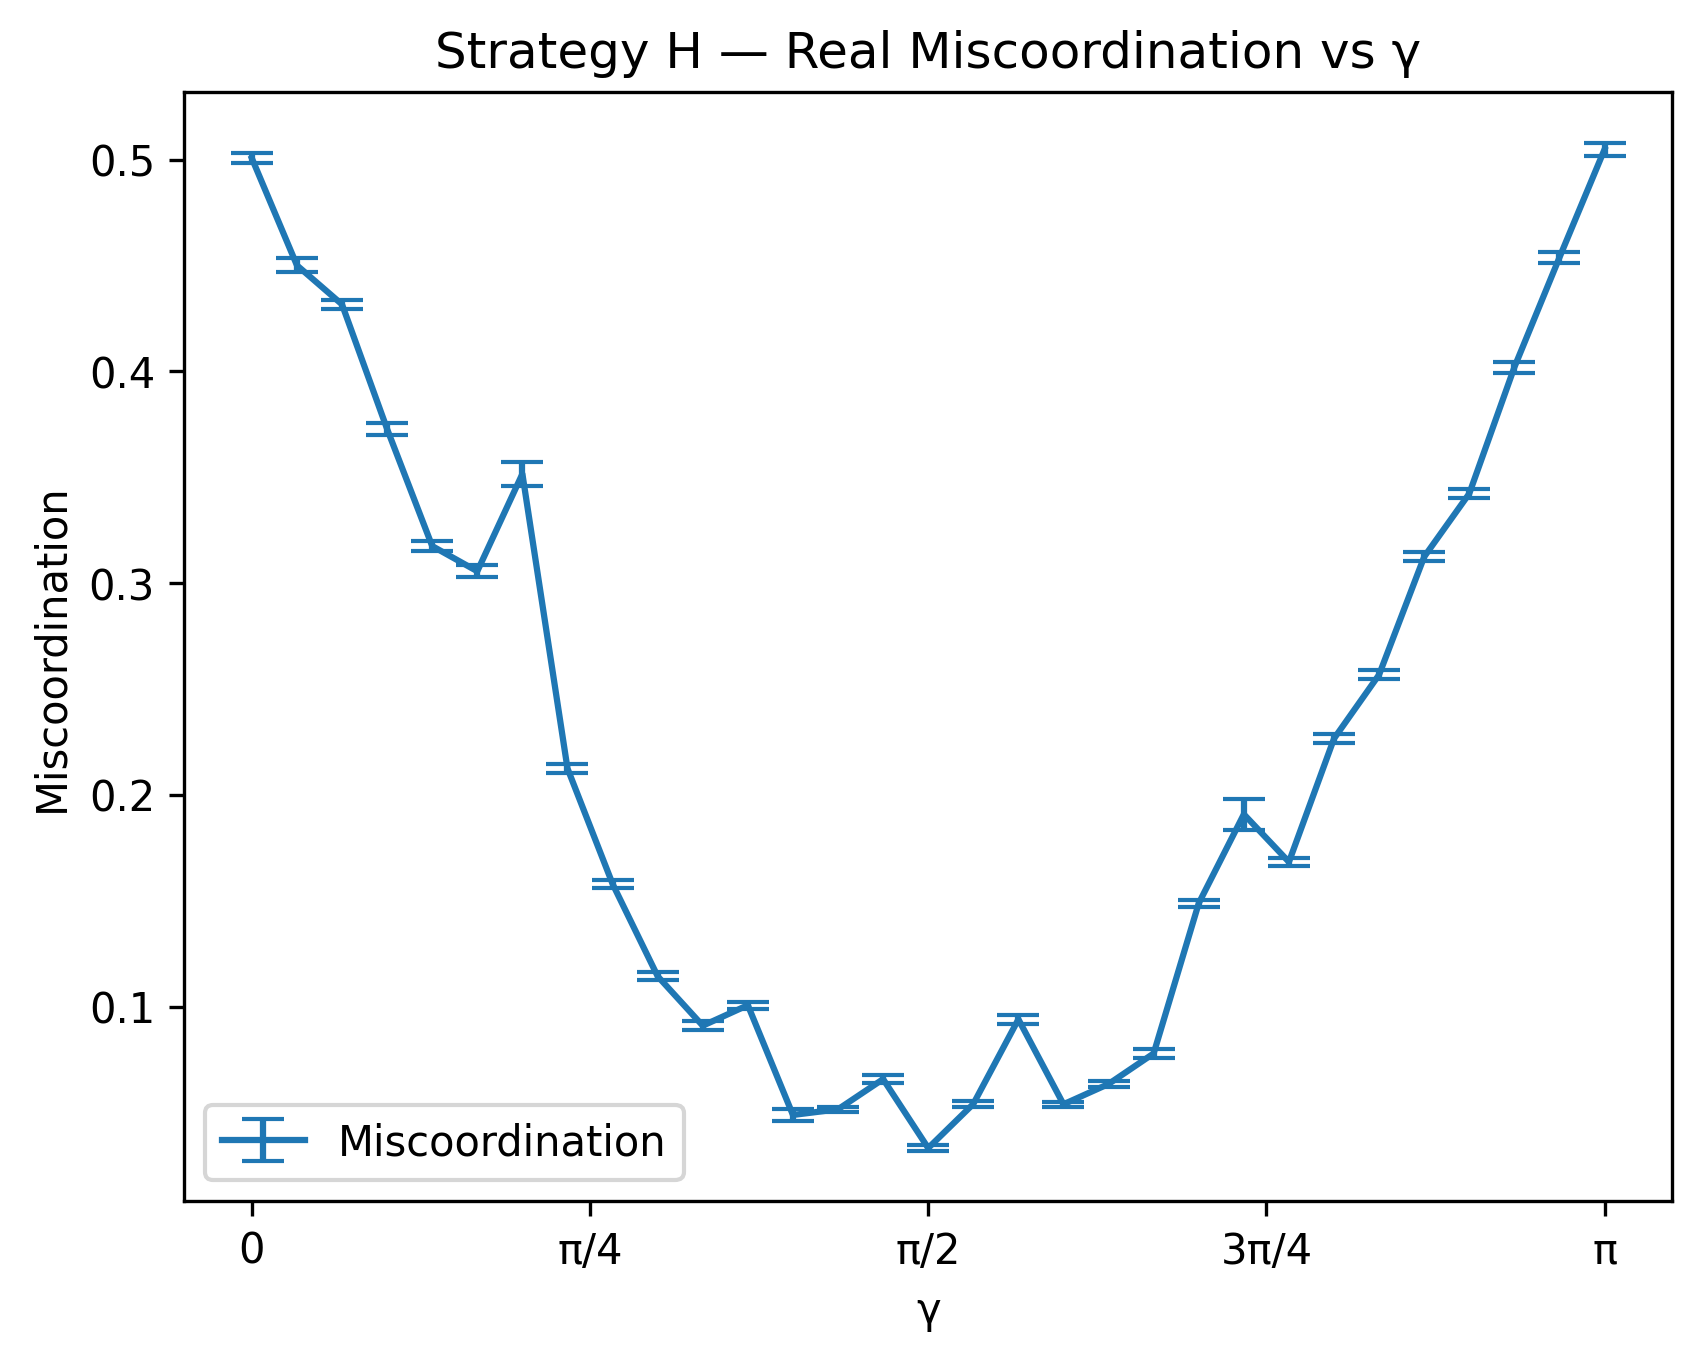 Strategy H — Real Miscoordination vs γ
Miscoordination
0.5
0.4
0.3
0.2
0.1
Miscoordination
0
π/4
π/2
3π/4
π
γ